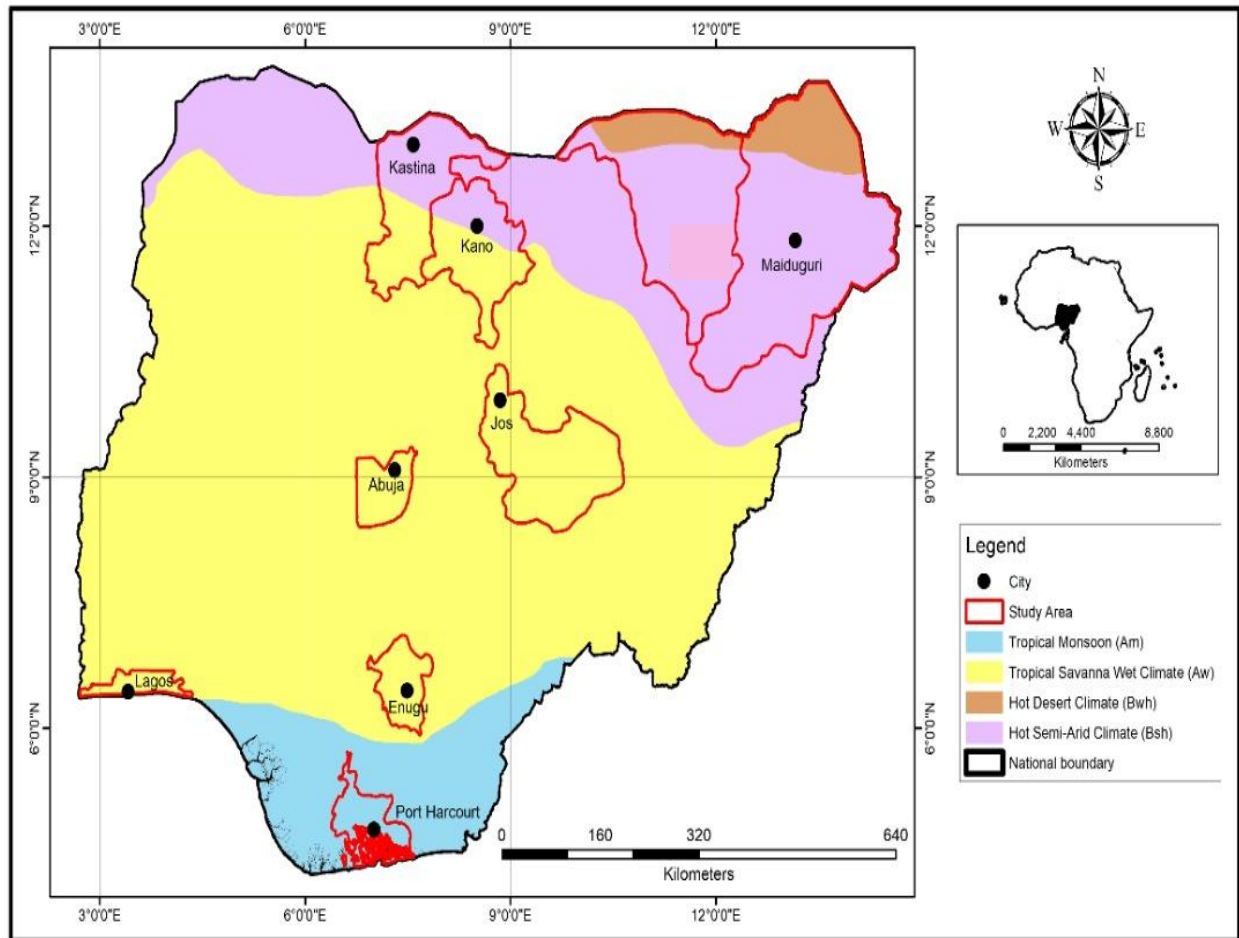 3°0'0"E
6°0'0"E
9°0'0"E
12°0'0"E
N
W
E
S
Kastina
Kano
Maiduguri
12°0'0"N
12°0'0"N
Jos
Abuja
9°0'0"N
9°0'0"N
0 2,200 4,400 8,800
Kilometers
Lagos
Enugu
6°0'0"N
6°0'0"N
Port Harcourt
0 160 320 640
Kilometers
Legend
City
Study Area
Tropical Monsoon (Am)
Tropical Savanna Wet Climate (Aw)
Hot Desert Climate (Bwh)
Hot Semi-Arid Climate (Bsh)
National boundary
3°0'0"E
6°0'0"E
9°0'0"E
12°0'0"E